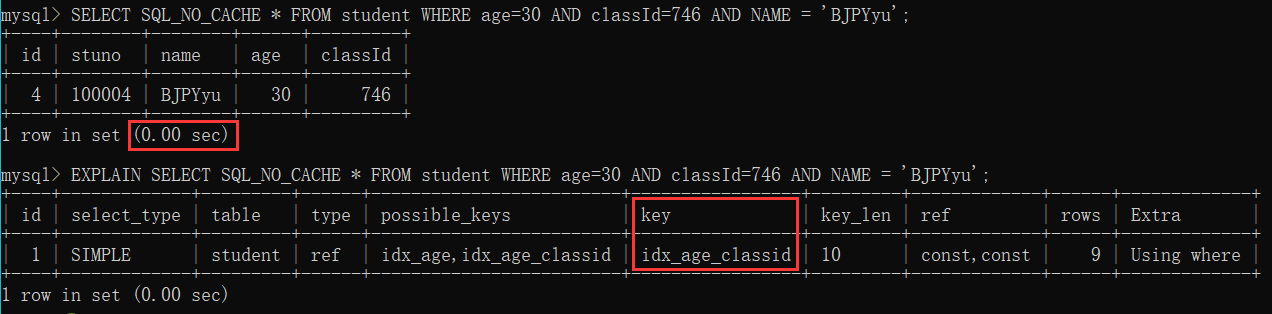 mysql> SELECT SQL_NO_CACHE * FROM student WHERE age=30 AND classId=746 AND NAME = 'BJPYyu';
+----+--------+--------+------+---------+
| id | stuno  | name   | age  | classId |
+----+--------+--------+------+---------+
|  4 | 100004 | BJPYyu |   30 |     746 |
+----+--------+--------+------+---------+
1 row in set (0.00 sec)
mysql> EXPLAIN SELECT SQL_NO_CACHE * FROM student WHERE age=30 AND classId=746 AND NAME = 'BJPYyu';
+----+-------------+---------+------+-------------------------+-----------------+---------+-------------+------+-------------+
| id | select_type | table   | type | possible_keys           | key             | key_len | ref         | rows | Extra       |
+----+-------------+---------+------+-------------------------+-----------------+---------+-------------+------+-------------+
|  1 | SIMPLE      | student | ref  | idx_age,idx_age_classid | idx_age_classid | 10      | const,const |    9 | Using where |
+----+-------------+---------+------+-------------------------+-----------------+---------+-------------+------+-------------+
1 row in set (0.00 sec)